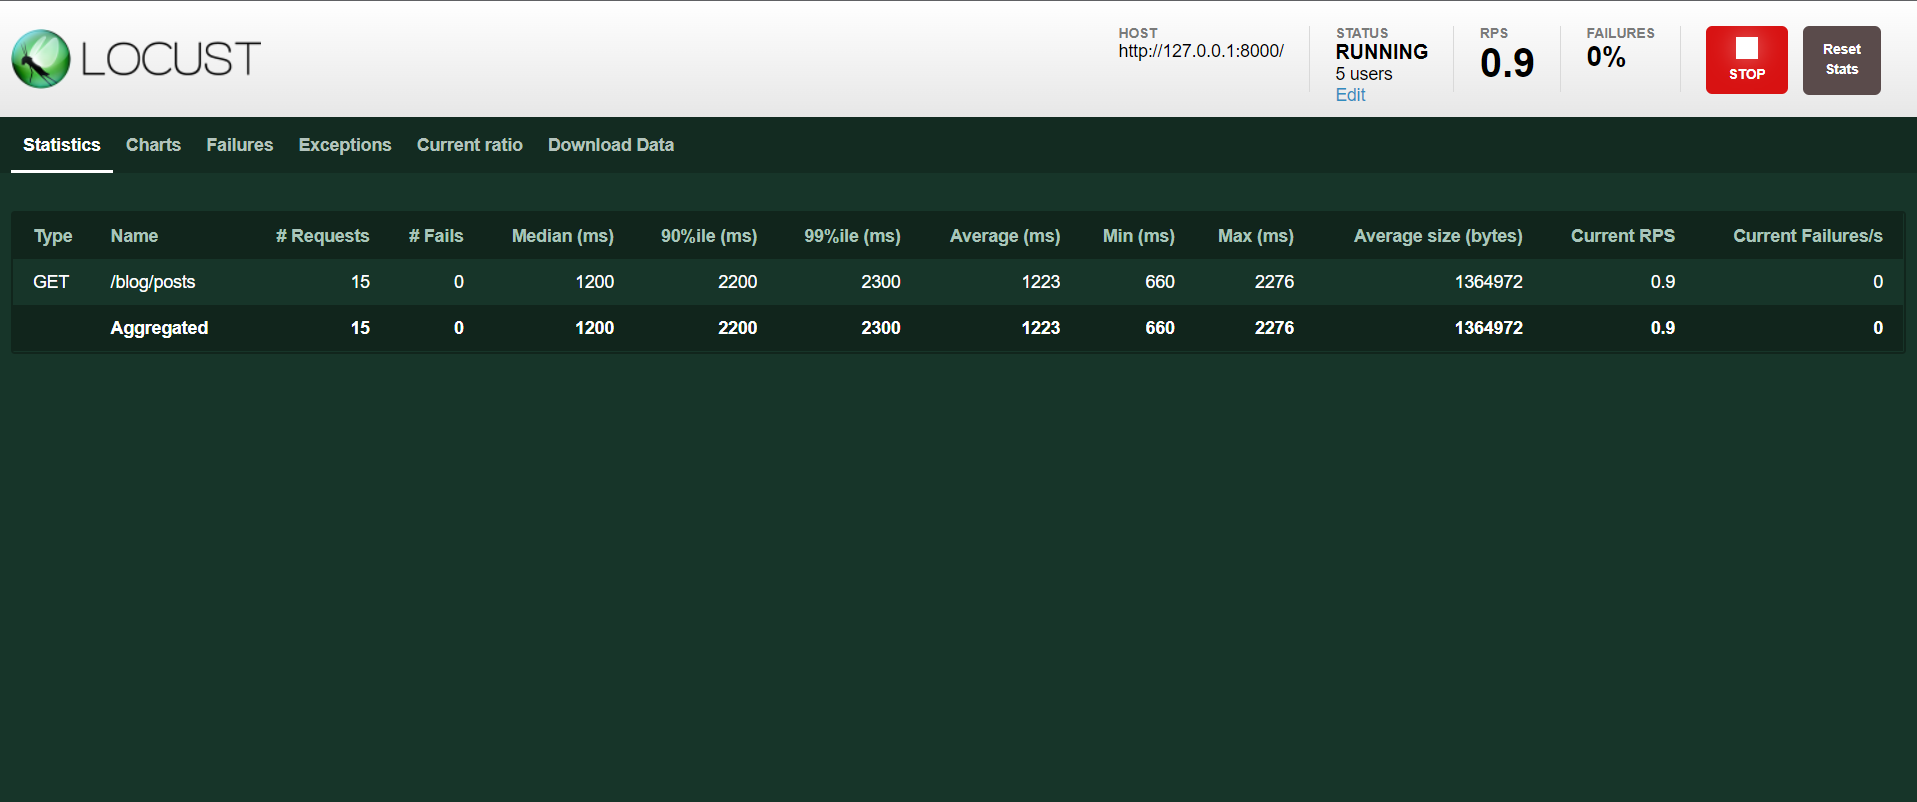 LOCUST
HOST
http://127.0.0.1:8000/
STATUS
RUNNING
5 users
Edit
RPS
0.9
FAILURES
0%
STOP
Reset
Stats
Statistics Charts Failures Exceptions Current ratio Download Data
Type Name # Requests # Fails Median (ms) 90%ile (ms) 99%ile (ms) Average (ms) Min (ms) Max (ms) Average size (bytes) Current RPS Current Failures/s
GET /blog/posts 15 0 1200 2200 2300 1223 660 2276 1364972 0.9 0
Aggregated 15 0 1200 2200 2300 1223 660 2276 1364972 0.9 0